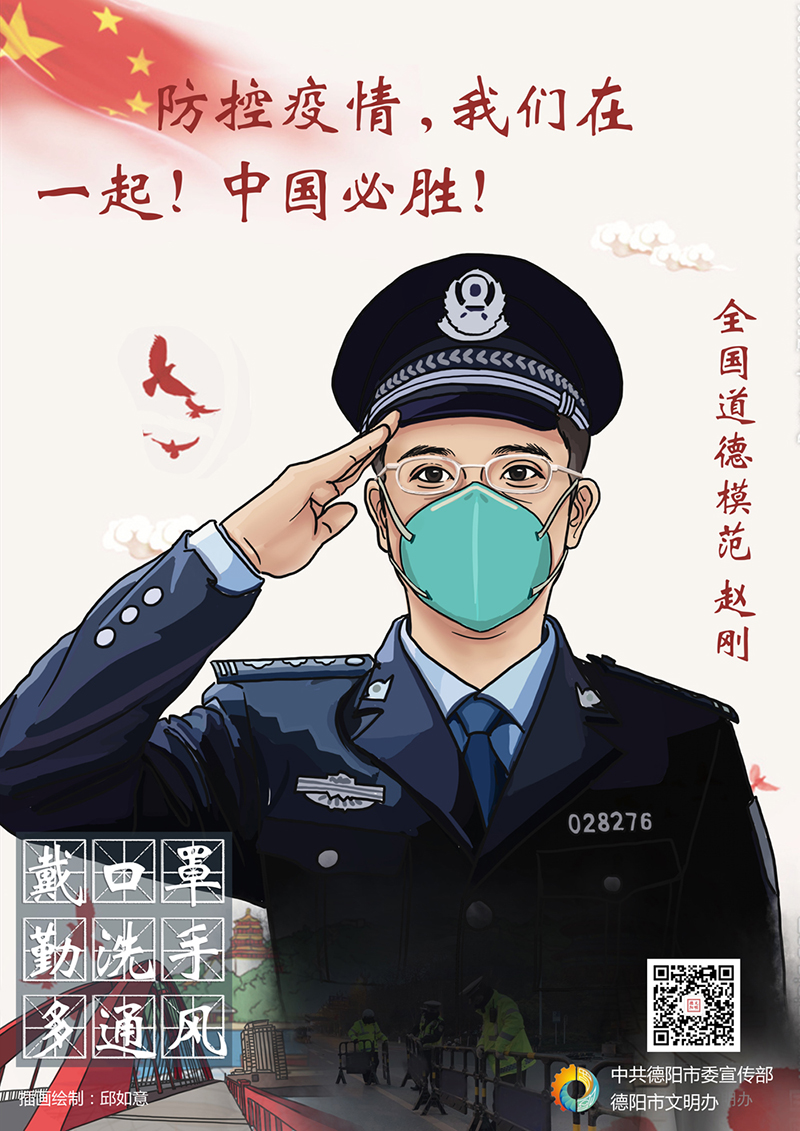 防控疫情，我们在
一起！中国必胜！
全国道德模范 赵刚
028276
戴口罩
勤洗手
多通风
插画绘制：邱如意
中共德阳市委宣传部
德阳市文明办